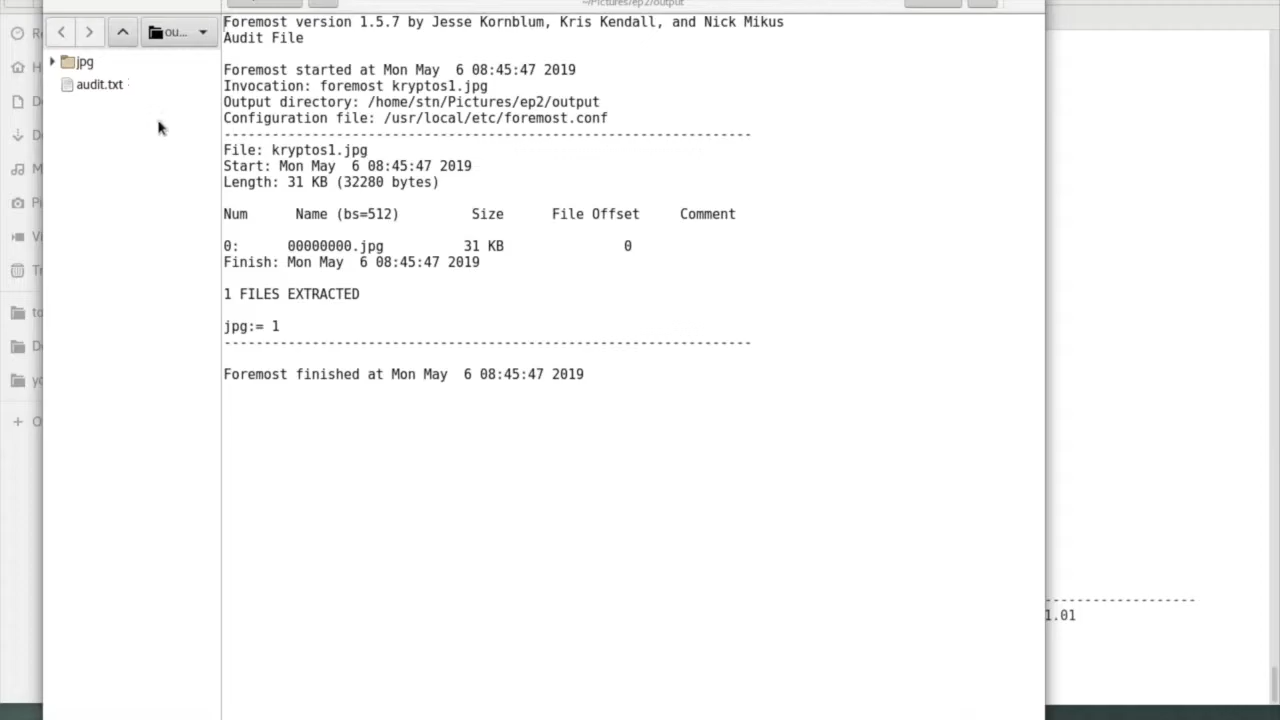 ~/Pictures/ep2/output
ou...
jpg
audit.txt
Foremost version 1.5.7 by Jesse Kornblum, Kris Kendall, and Nick Mikus
Audit File
Foremost started at Mon May  6 08:45:47 2019
Invocation: foremost kryptos1.jpg
Output directory: /home/stn/Pictures/ep2/output
Configuration file: /usr/local/etc/foremost.conf
------------------------------------------------------------------
File: kryptos1.jpg
Start: Mon May  6 08:45:47 2019
Length: 31 KB (32280 bytes)
Num      Name (bs=512)         Size      File Offset     Comment
0:      00000000.jpg          31 KB               0
Finish: Mon May  6 08:45:47 2019
1 FILES EXTRACTED
jpg:= 1
------------------------------------------------------------------
Foremost finished at Mon May  6 08:45:47 2019
-------------------
1.01